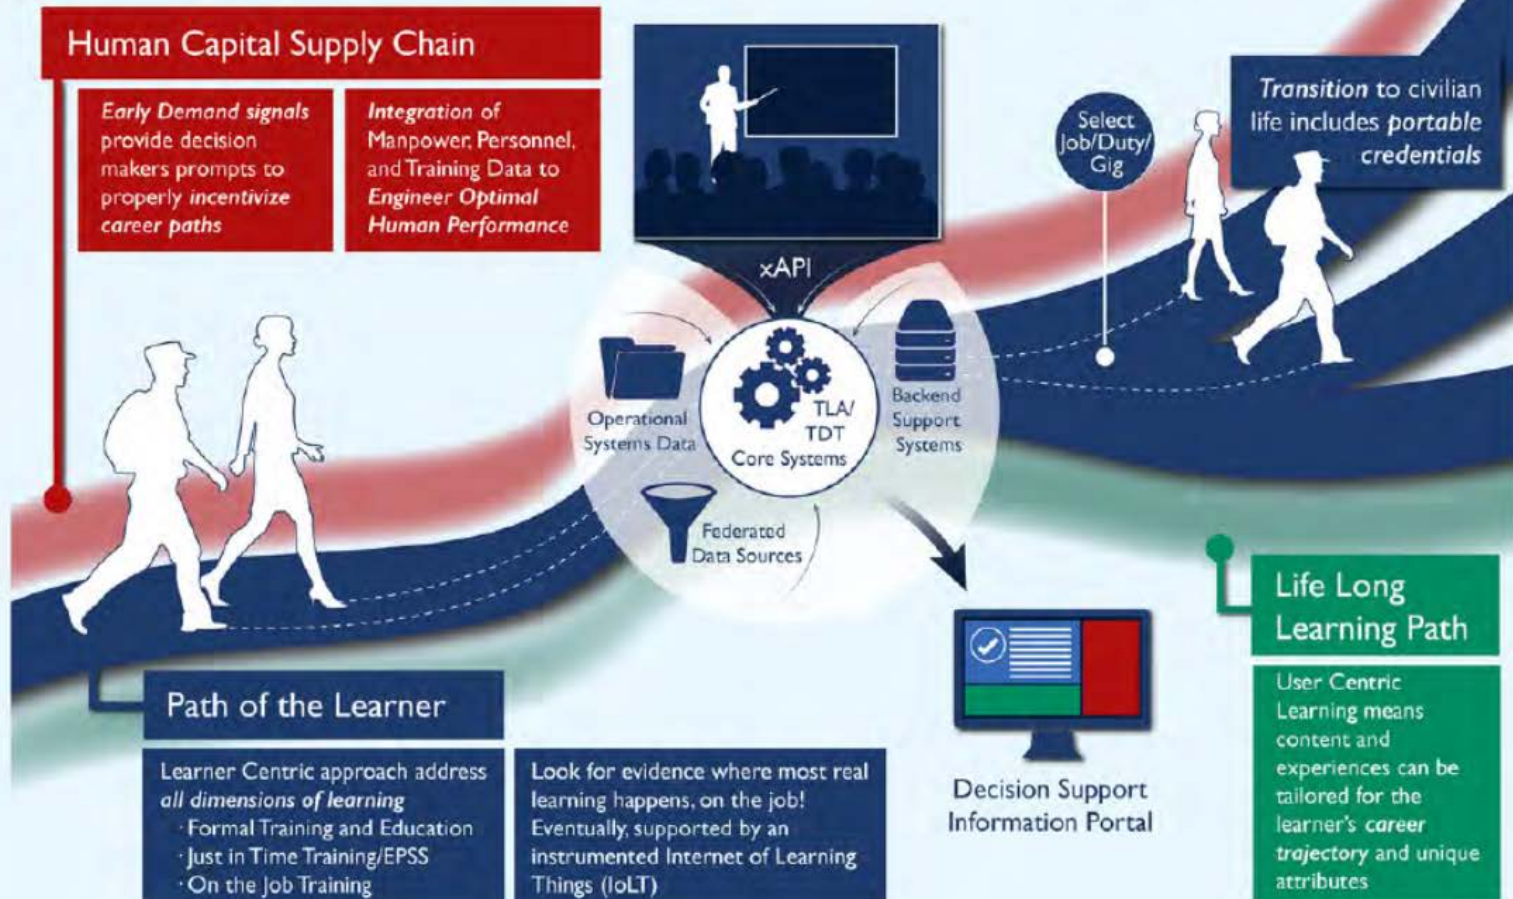 Human Capital Supply Chain
Early Demand signals
provide decision
makers prompts to
properly incentivize
career paths
Integration of
Manpower, Personnel,
and Training Data to
Engineer Optimal
Human Performance
xAPI
Select
Job/Duty/
Gig
Transition to civilian
life includes portable
credentials
Operational
Systems Data
TLA/
TDT
Core Systems
Backend
Support
Systems
Federated
Data Sources
Path of the Learner
Learner Centric approach address
all dimensions of learning
· Formal Training and Education
· Just in Time Training/EPSS
· On the Job Training
Look for evidence where most real
learning happens, on the job!
Eventually, supported by an
instrumented Internet of Learning
Things (IoLT)
Decision Support
Information Portal
Life Long
Learning Path
User Centric
Learning means
content and
experiences can be
tailored for the
learner's career
trajectory and unique
attributes